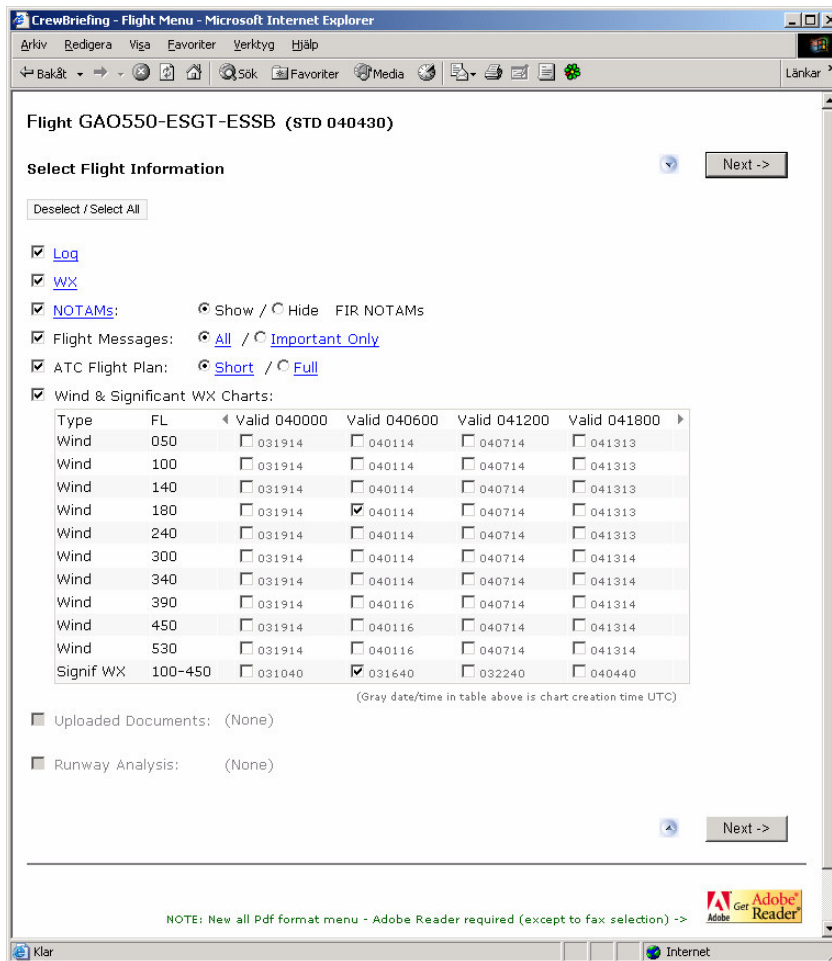 CrewBriefing - Flight Menu - Microsoft Internet Explorer
Arkiv Redigera Visa Favoriter Verktyg Hjälp
Bakåt Sök Favoriter Media Länkar
Flight GAO550-ESGT-ESSB (STD 040430)
Select Flight Information
Next ->
Deselect / Select All
Log
WX
NOTAMs: Show / Hide FIR NOTAMs
Flight Messages: All / Important Only
ATC Flight Plan: Short / Full
Wind & Significant WX Charts:
Type FL Valid 040000 Valid 040600 Valid 041200 Valid 041800
Wind 050 031914 040114 040714 041313
Wind 100 031914 040114 040714 041313
Wind 140 031914 040114 040714 041313
Wind 180 031914 040114 040714 041313
Wind 240 031914 040114 040714 041313
Wind 300 031914 040114 040714 041314
Wind 340 031914 040114 040714 041314
Wind 390 031914 040116 040714 041314
Wind 450 031914 040116 040714 041314
Wind 530 031914 040116 040714 041314
Signif WX 100-450 031040 031640 032240 040440
(Gray date/time in table above is chart creation time UTC)
Uploaded Documents: (None)
Runway Analysis: (None)
Next ->
NOTE: New all Pdf format menu - Adobe Reader required (except to fax selection) ->
Adobe Get Adobe Reader
Klar Internet